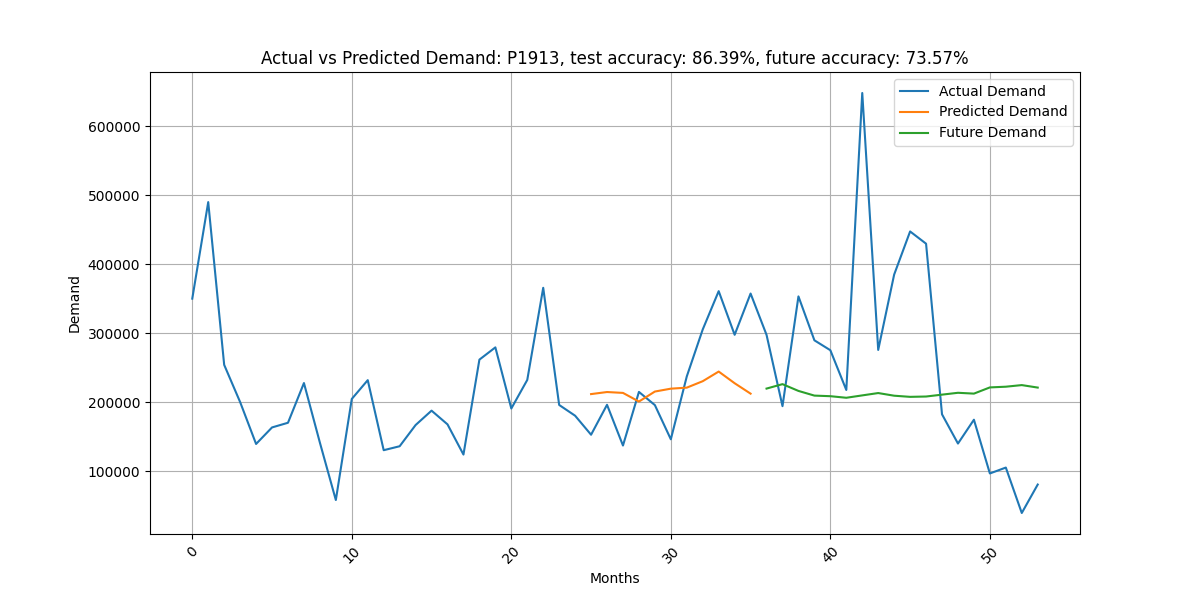 Actual vs Predicted Demand: P1913, test accuracy: 86.39%, future accuracy: 73.57%
Actual Demand
Predicted Demand
Future Demand
600000
500000
400000
300000
200000
100000
Demand
0
10
20
30
40
50
Months